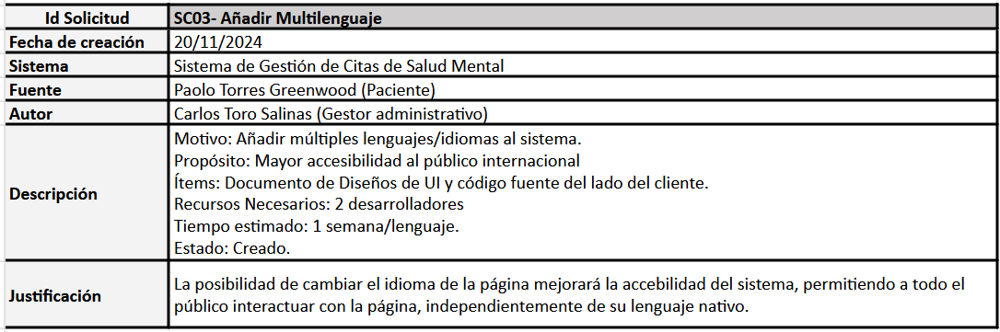 Id Solicitud SC03- Añadir Multilenguaje
Fecha de creación 20/11/2024
Sistema Sistema de Gestión de Citas de Salud Mental
Fuente Paolo Torres Greenwood (Paciente)
Autor Carlos Toro Salinas (Gestor administrativo)
Descripción
Motivo: Añadir múltiples lenguajes/idiomas al sistema.
Propósito: Mayor accesibilidad al público internacional
Ítems: Documento de Diseños de UI y código fuente del lado del cliente.
Recursos Necesarios: 2 desarrolladores
Tiempo estimado: 1 semana/lenguaje.
Estado: Creado.
Justificación
La posibilidad de cambiar el idioma de la página mejorará la accebilidad del sistema, permitiendo a todo el
público interactuar con la página, independientemente de su lenguaje nativo.